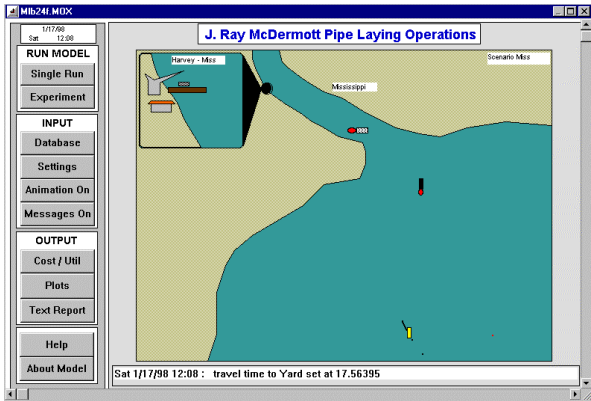 Mlb24f.MOX
1/17/98
Sat 12:08
RUN MODEL
Single Run
Experiment
INPUT
Database
Settings
Animation On
Messages On
OUTPUT
Cost / Util
Plots
Text Report
Help
About Model
J. Ray McDermott Pipe Laying Operations
Harvey - Miss
Scenario Miss
Mississippi
Sat 1/17/98 12:08 : travel time to Yard set at 17.56395